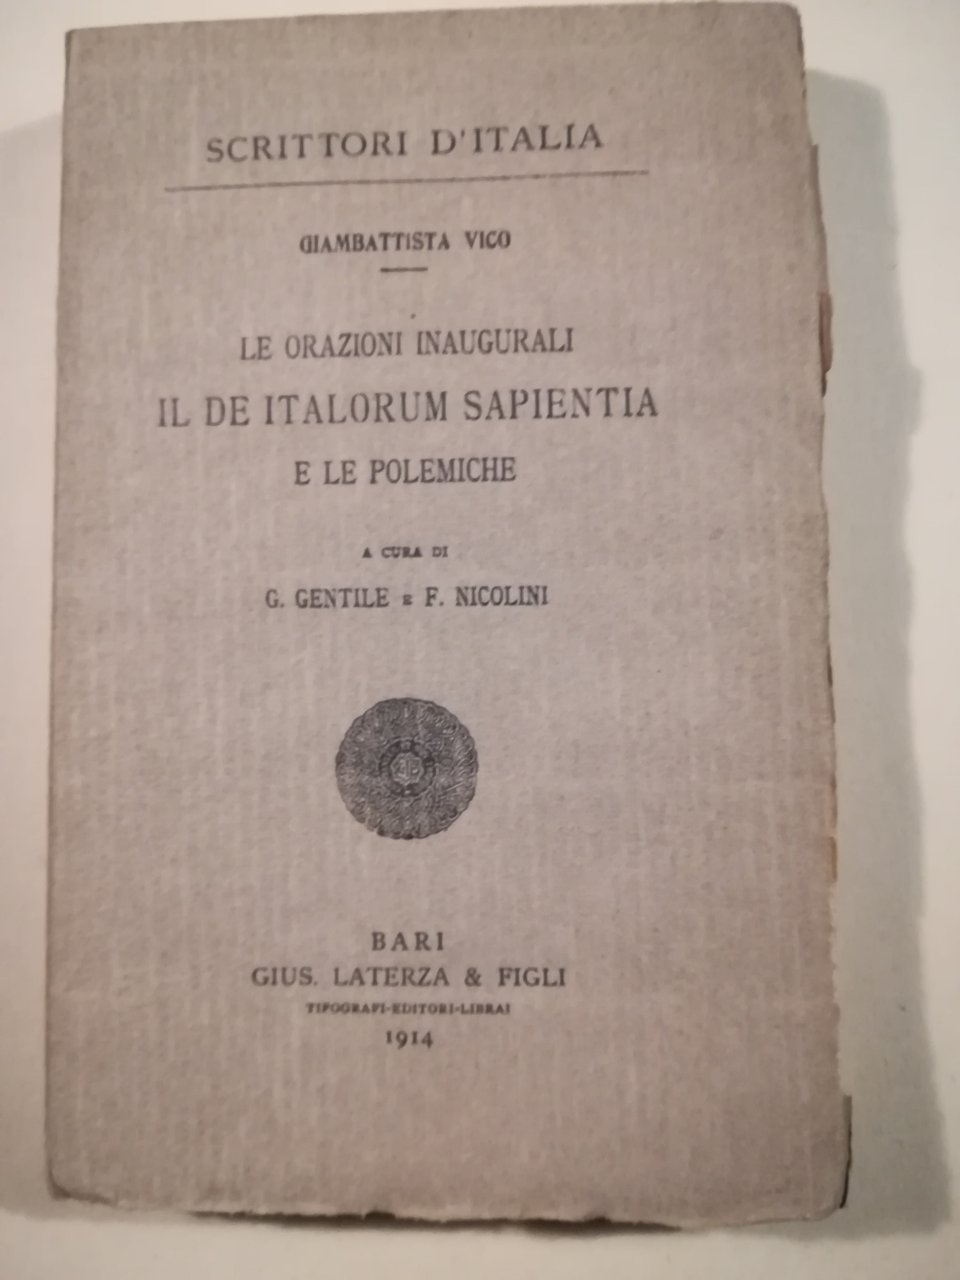 SCRITTORI D'ITALIA
GIAMBATTISTA VICO
LE ORAZIONI INAUGURALI
IL DE ITALORUM SAPIENTIA
E LE POLEMICHE
A CURA DI
G. GENTILE E F. NICOLINI
BARI
GIUS. LATERZA & FIGLI
TIPOGRAFI-EDITORI-LIBRAI
1914